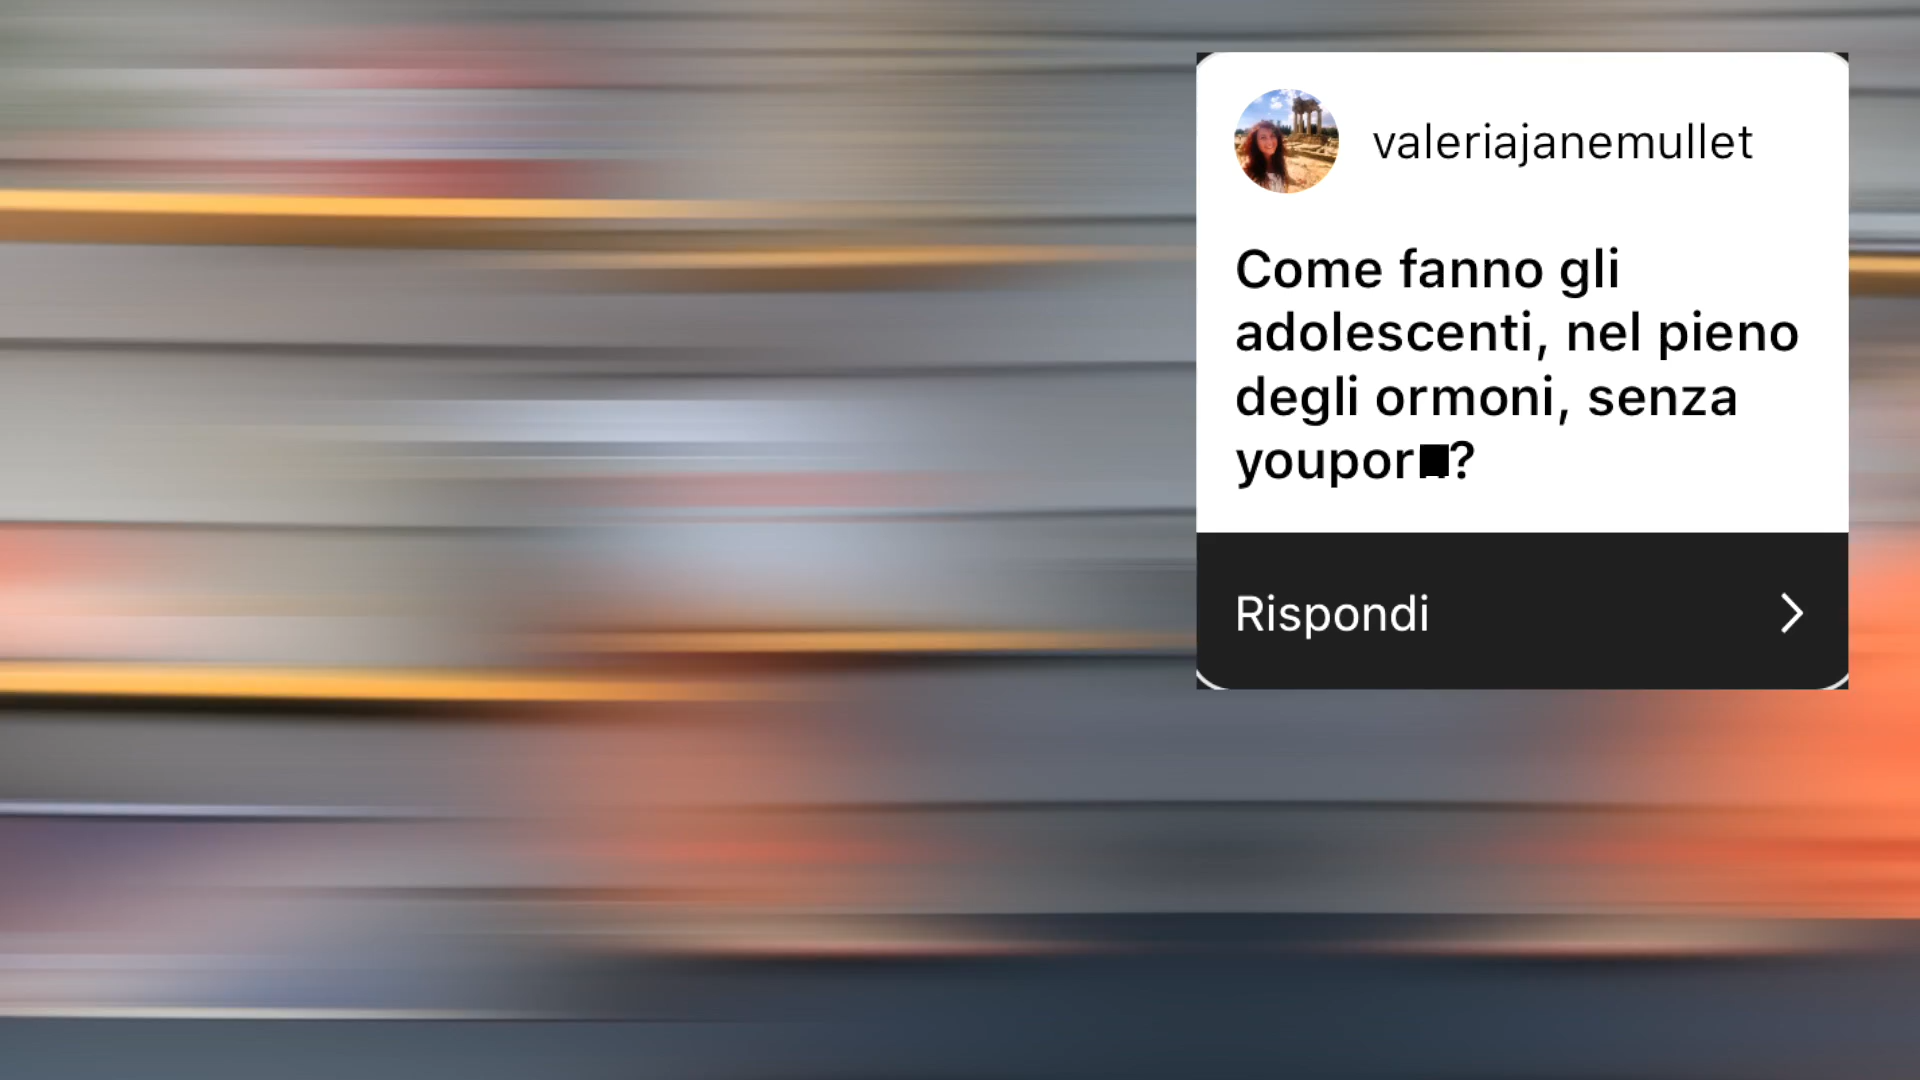 valeriajanemullet
Come fanno gli
adolescenti, nel pieno
degli ormoni, senza
youpor■?
Rispondi